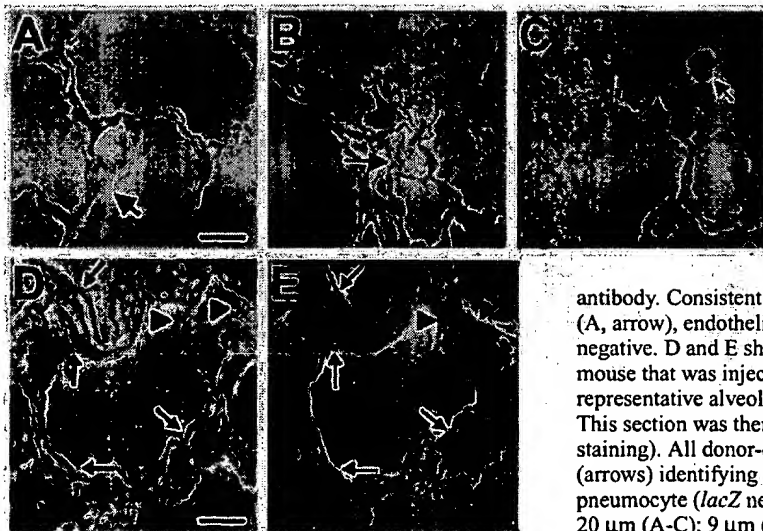 A
B
C
D
E
antibody. Consistent
(A, arrow), endotheli
negative. D and E sh
mouse that was injec
representative alveol
This section was ther
staining). All donor-
(arrows) identifying
pneumocyte (lacZ ne
20 µm (A-C); 9 µm (